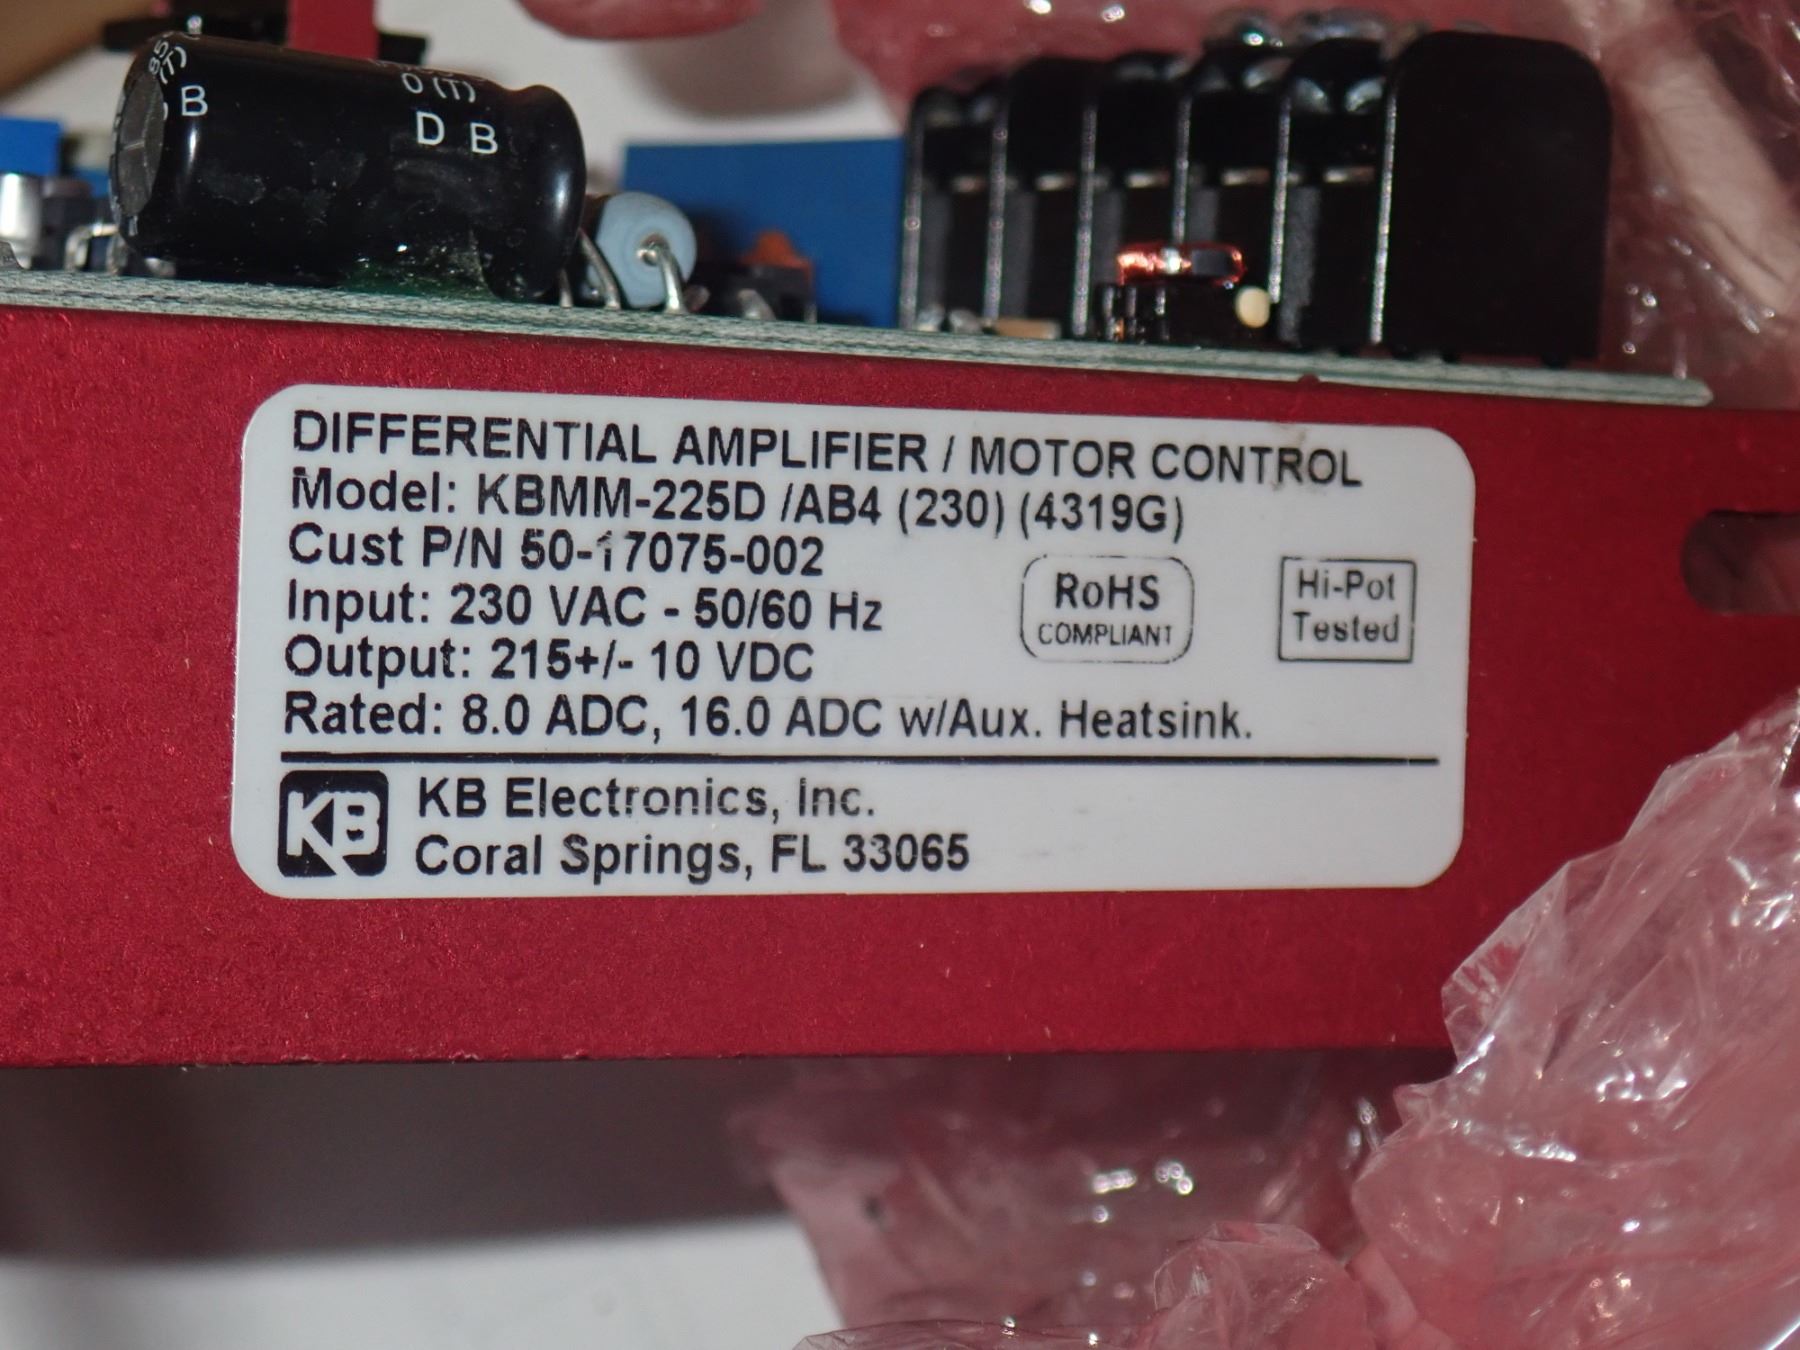 85
(T)
B
0 (T)
D B
DIFFERENTIAL AMPLIFIER / MOTOR CONTROL
Model: KBMM-225D /AB4 (230) (4319G)
Cust P/N 50-17075-002
Input: 230 VAC - 50/60 Hz
Output: 215+/- 10 VDC
Rated: 8.0 ADC, 16.0 ADC w/Aux. Heatsink.
RoHS
COMPLIANT
Hi-Pot
Tested
KB
KB Electronics, Inc.
Coral Springs, FL 33065